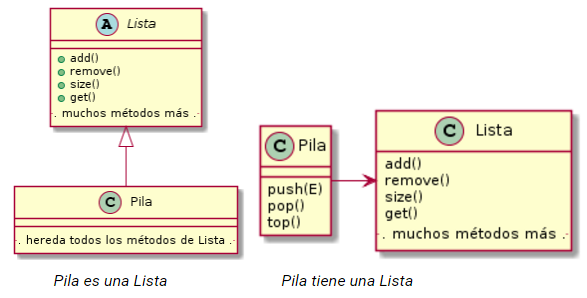 A Lista
add()
remove()
size()
get()
.. muchos métodos más ..
C Pila
.. hereda todos los métodos de Lista ..
Pila es una Lista
C Pila
push(E)
pop()
top()
C Lista
add()
remove()
size()
get()
.. muchos métodos más ..
Pila tiene una Lista